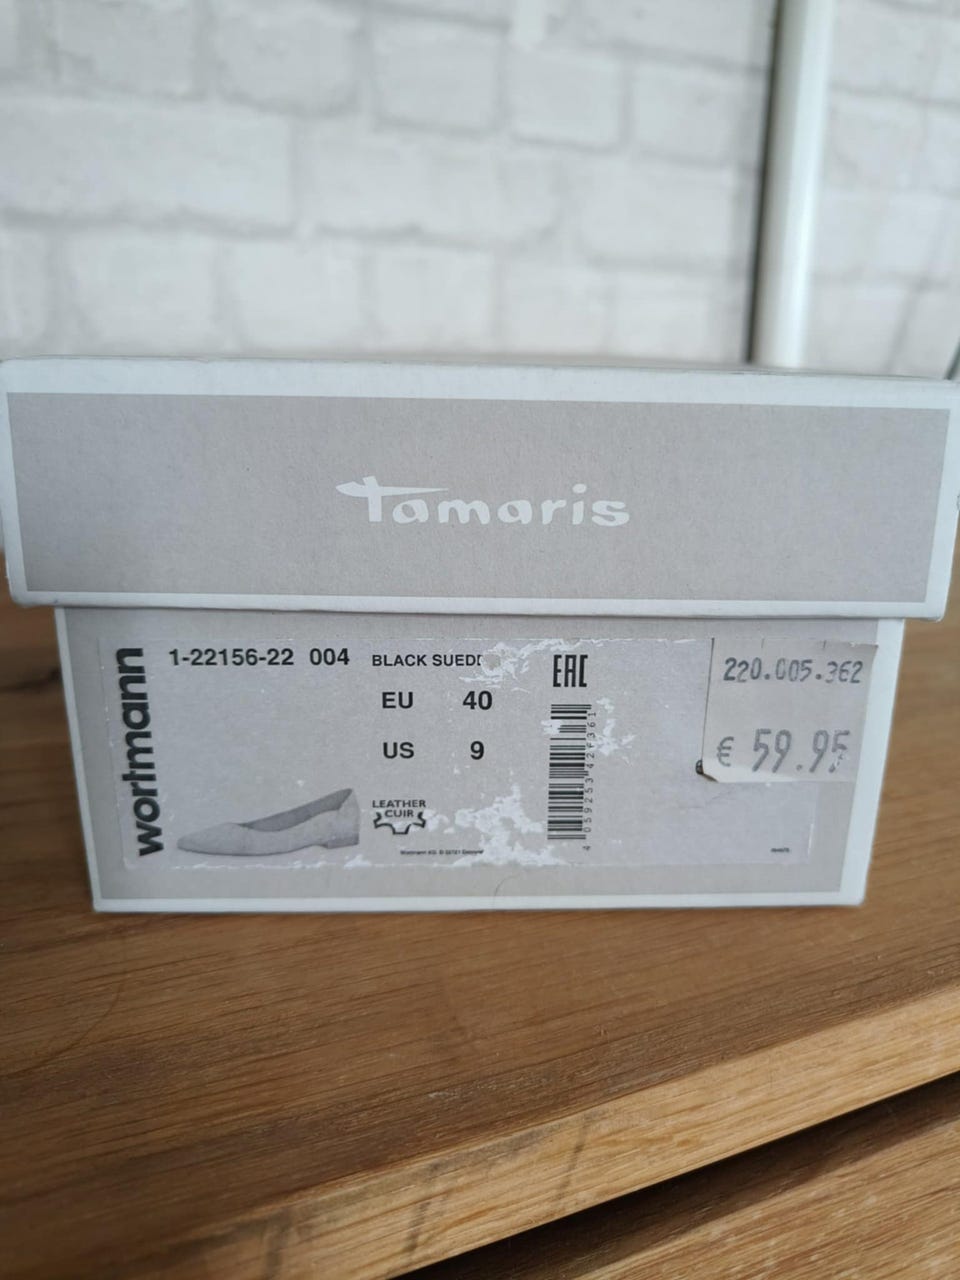 Tamaris
wortmann
1-22156-22 004 BLACK SUED
EU 40
US 9
LEATHER
CUIR
EAC
220.005.362
€ 59.95